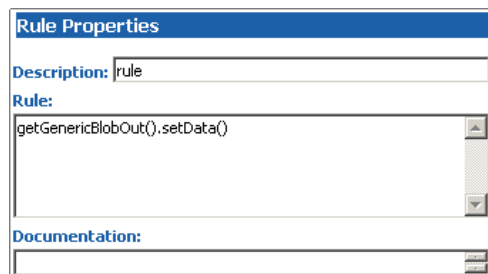 Rule Properties
Description: rule
Rule:
getGenericBlobOut().setData()
Documentation: